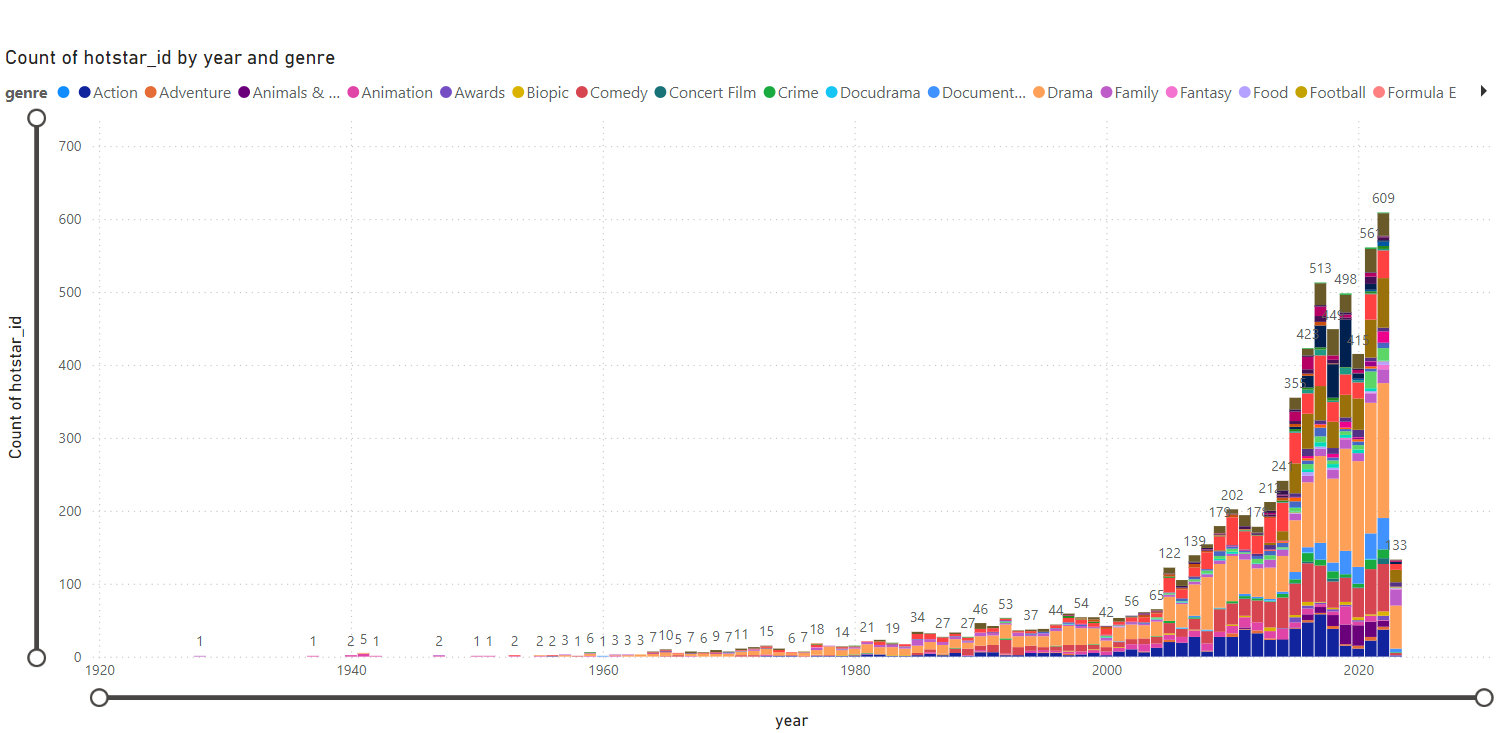 Count of hotstar_id by year and genre
genre Action Adventure Animals & ... Animation Awards Biopic Comedy Concert Film Crime Docudrama Document... Drama Family Fantasy Food Football Formula E
Count of hotstar_id
700
600
500
400
300
200
100
0
1 1 2 5 1 2 1 1 2 2 2 3 1 6 1 3 3 3 7 10 5 7 6 9 7 11 15 6 7 18 14 21 19 34 27 27 46 53 37 44 54 42 56 65 122 139 179 202 178 212 241 355 423 513 449 498 415 561 609 133
1920 1940 1960 1980 2000 2020
year